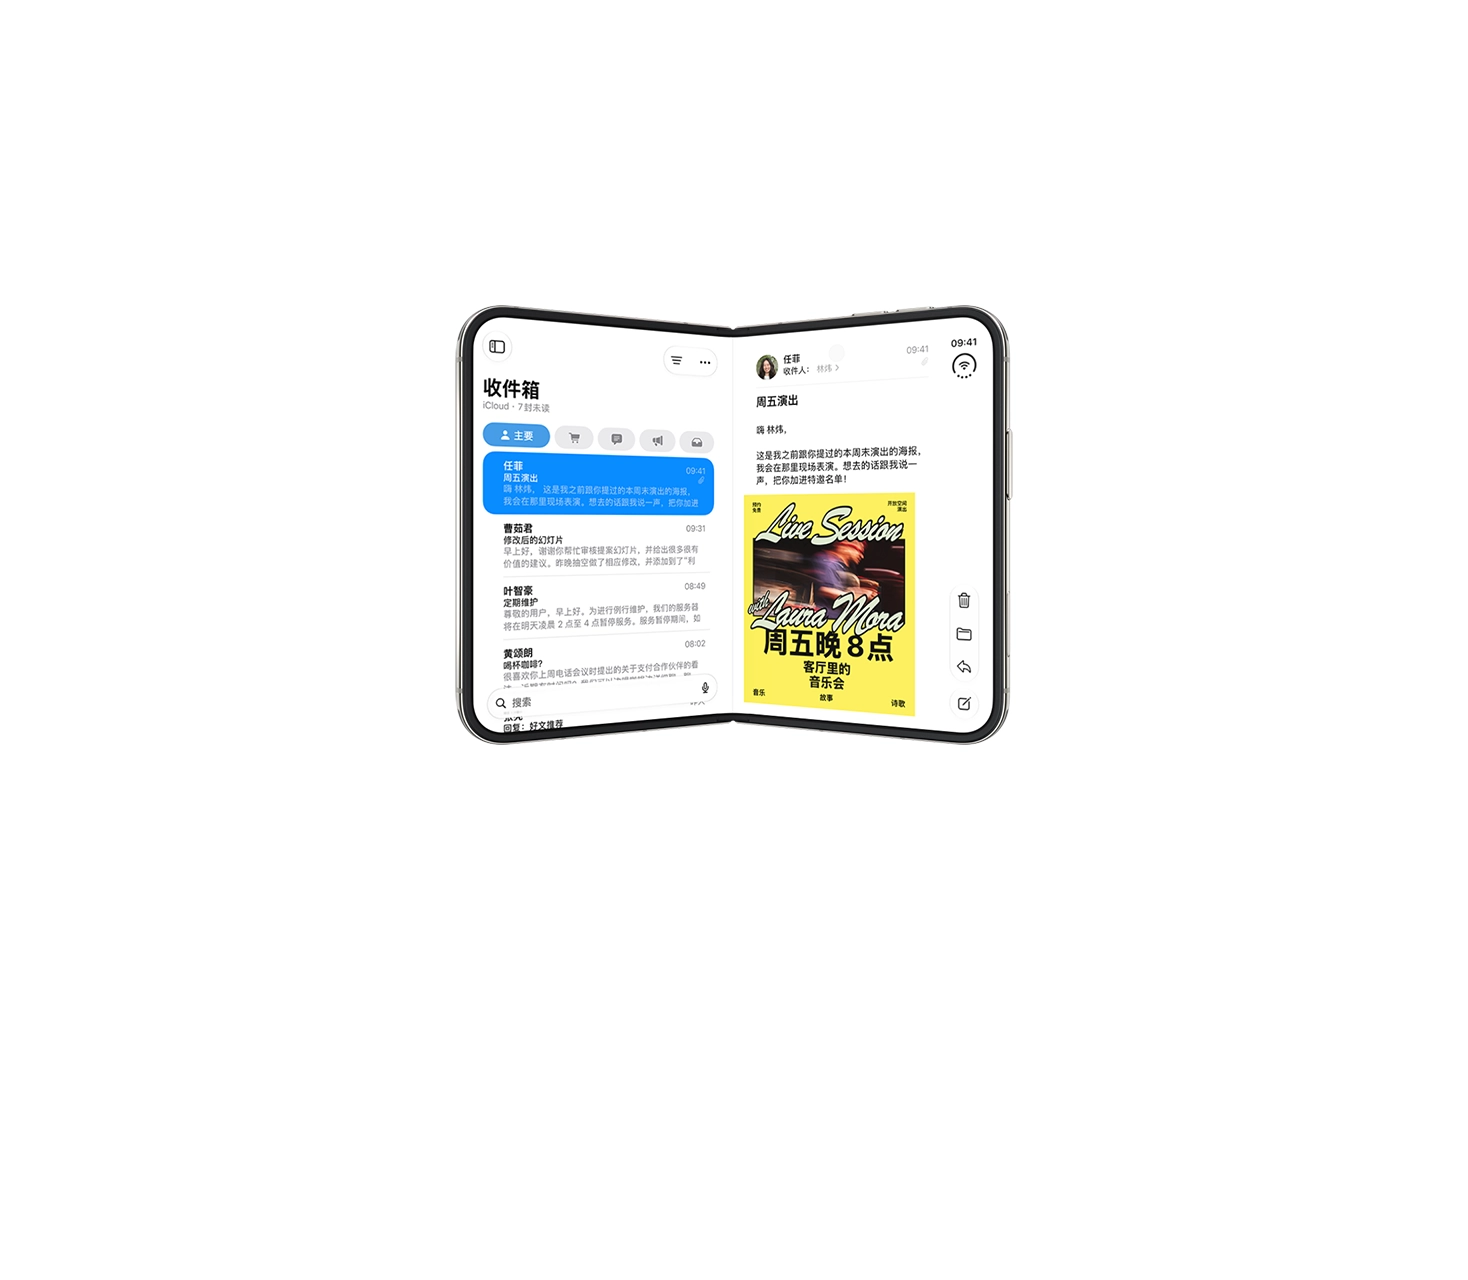 收件箱
iCloud · 7 封未读
主要
任菲
09:41
周五演出
嗨 林炜， 这是我之前跟你提过的本周末演出的海报，
我会在那里现场表演。想去的话跟我说一声，把你加进
曹茹君
09:31
修改后的幻灯片
早上好，谢谢你帮忙审核提案幻灯片，并给出很多很有
价值的建议。昨晚抽空做了相应修改，并添加到了“利
叶智豪
08:49
定期维护
尊敬的用户，早上好。为进行例行维护，我们的服务器
将在明天凌晨 2 点至 4 点暂停服务。服务暂停期间，如
黄颂朗
08:02
喝杯咖啡?
很喜欢你上周电话会议时提出的关于支付合作伙伴的看
搜索
回复：好文推荐
09:41
任菲
09:41
收件人： 林炜
周五演出
嗨 林炜，
这是我之前跟你提过的本周末演出的海报，
我会在那里现场表演。想去的话跟我说一
声，把你加进特邀名单！
预约
免费
开放空间
演出
Live Session
with
Laura Mora
周五晚 8 点
客厅里的
音乐会
音乐
故事
诗歌